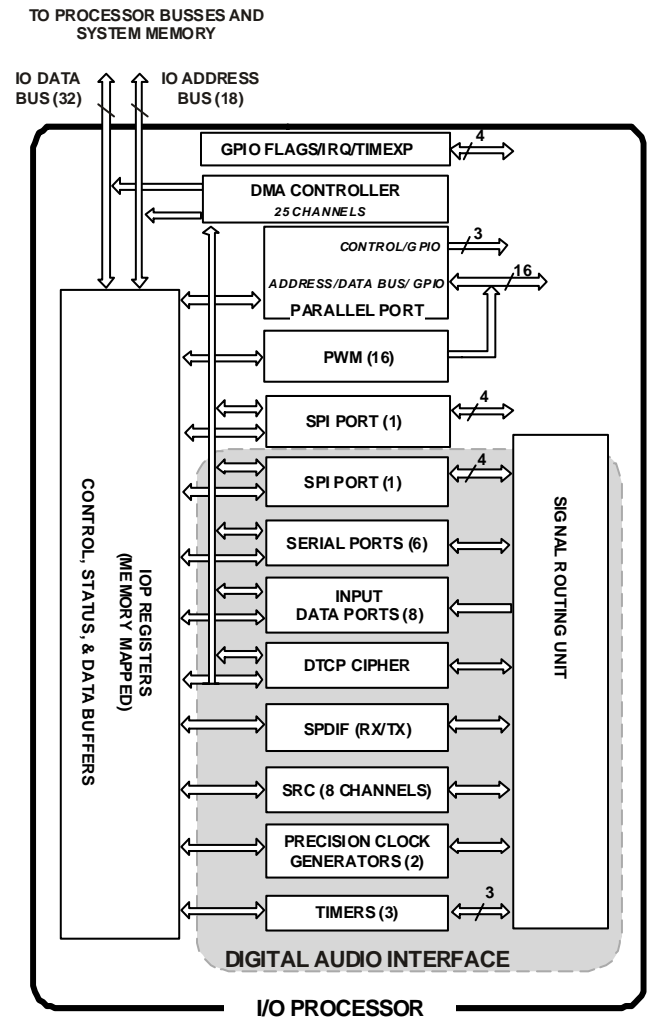 TO PROCESSOR BUSSES AND
SYSTEM MEMORY
IO DATA
BUS (32)
IO ADDRESS
BUS (18)
GPIO FLAGS/IRQ/TIMEXP
4
DMA CONTROLLER
25 CHANNELS
CONTROL/GPIO
3
ADDRESS/DATA BUS/ GPIO
16
PARALLEL PORT
PWM (16)
SPI PORT (1)
4
SPI PORT (1)
4
SERIAL PORTS (6)
INPUT
DATA PORTS (8)
DTCP CIPHER
SPDIF (RX/TX)
SRC (8 CHANNELS)
PRECISION CLOCK
GENERATORS (2)
TIMERS (3)
3
IOP REGISTERS
(MEMORY MAPPED)
CONTROL, STATUS, & DATA BUFFERS
SIGNAL ROUTING UNIT
DIGITAL AUDIO INTERFACE
I/O PROCESSOR